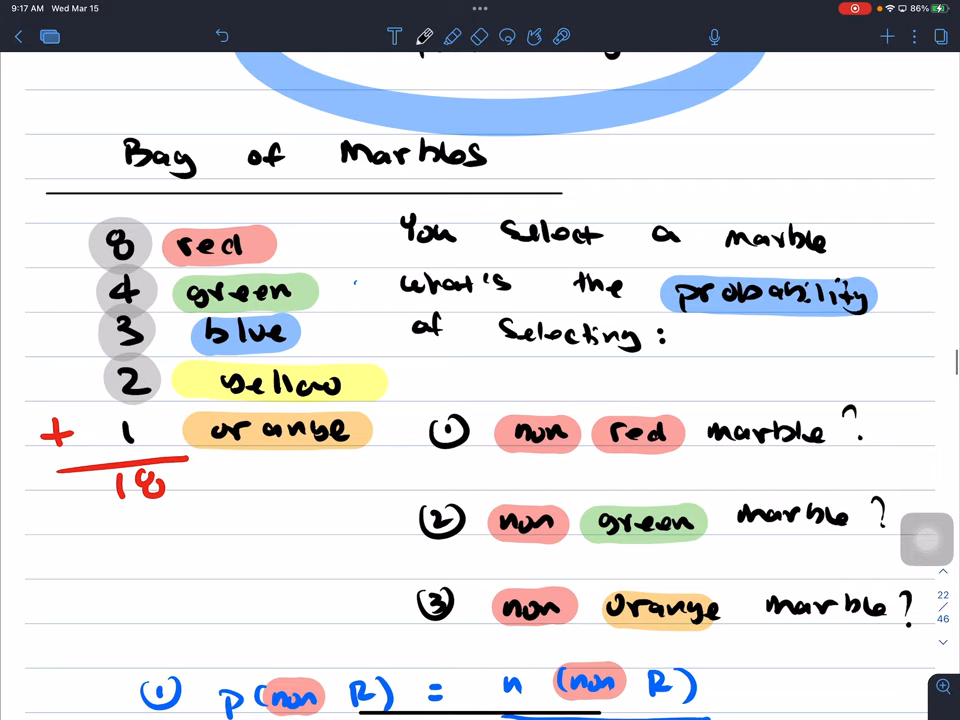 9:17 AM Wed Mar 15
86%
Bag of Marbles
8 red
4 green
3 blue
2 yellow
+ 1 orange
18
You select a marble
what's the probability
of selecting:
① non red marble?
② non green marble?
③ non orange marble?
22
/
46
① p(non R) = n (non R)